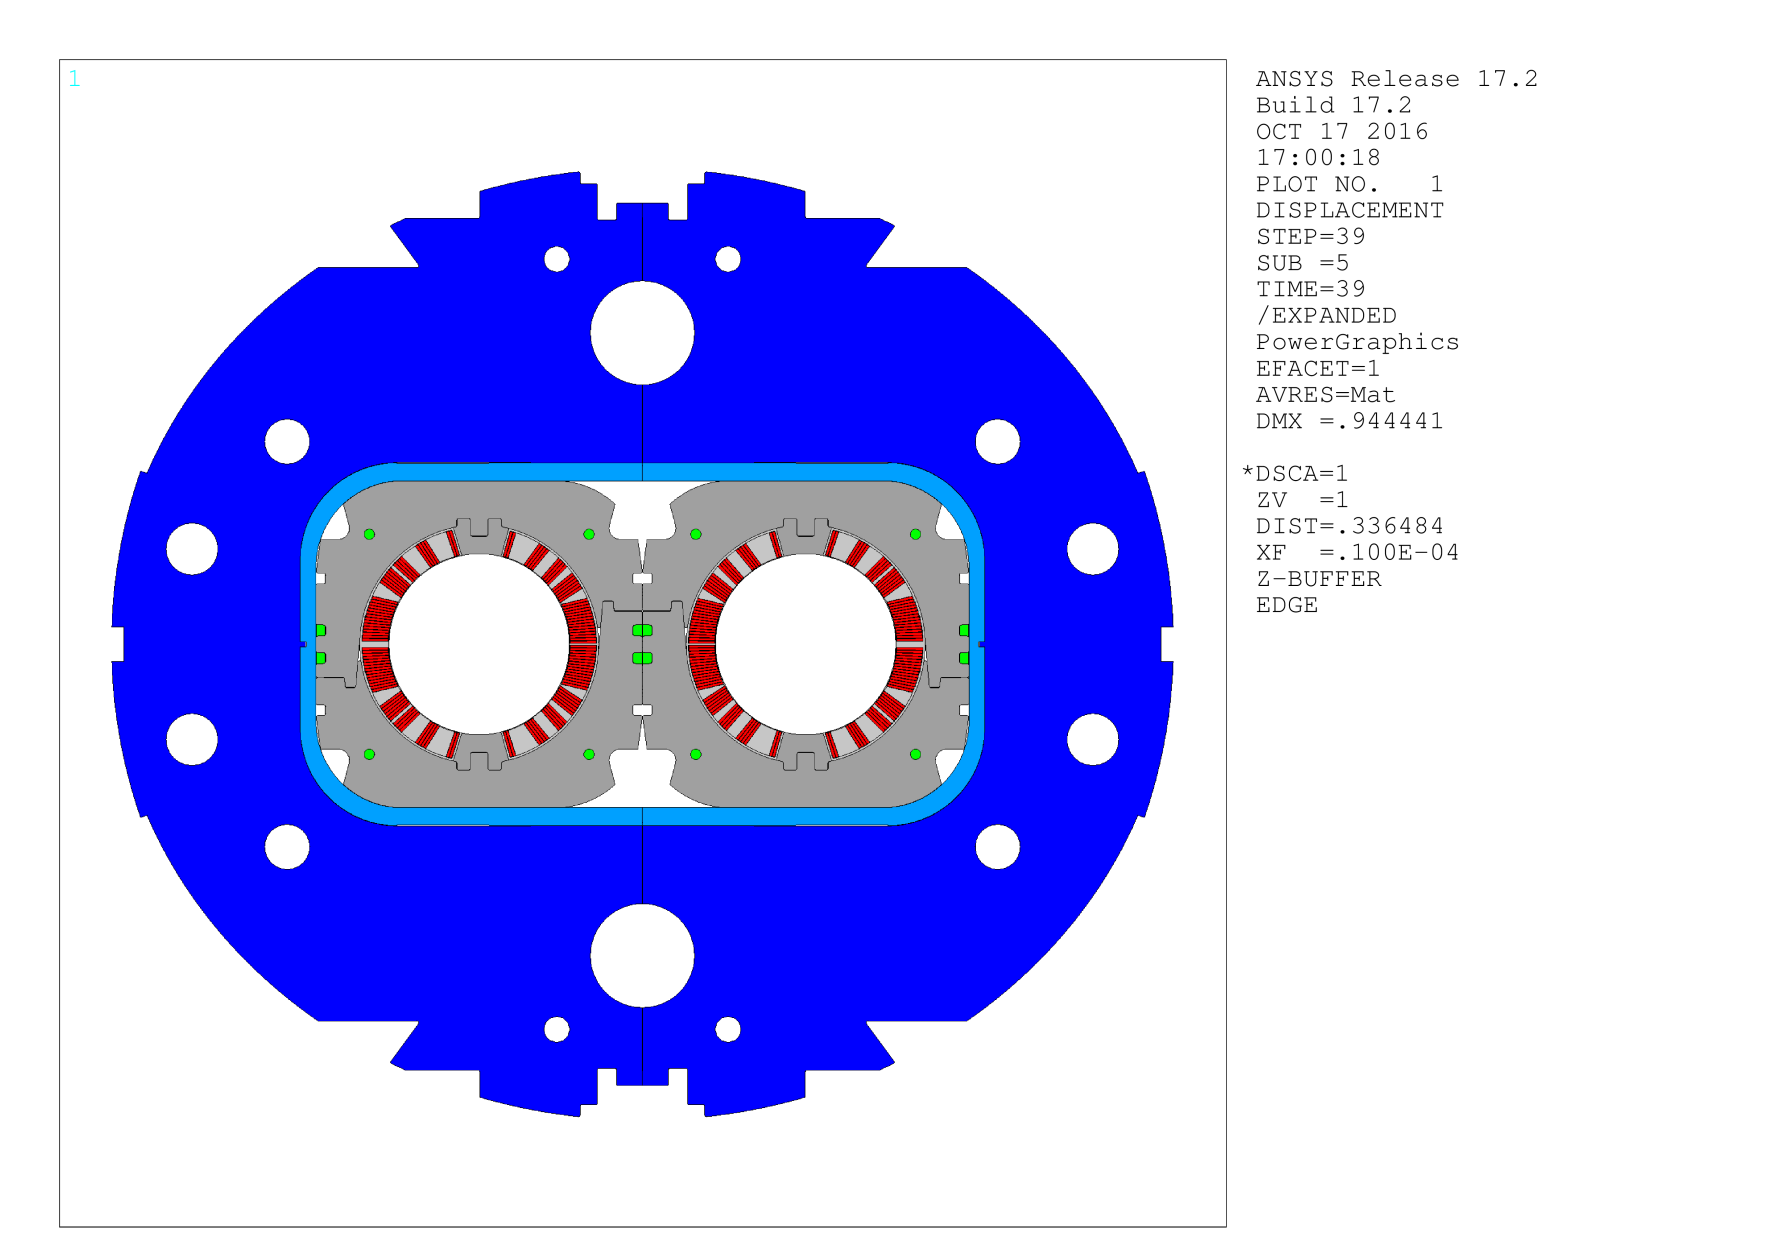 1
ANSYS Release 17.2
Build 17.2
OCT 17 2016
17:00:18
PLOT NO.   1
DISPLACEMENT
STEP=39
SUB =5
TIME=39
/EXPANDED
PowerGraphics
EFACET=1
AVRES=Mat
DMX =.944441
*DSCA=1
ZV  =1
DIST=.336484
XF  =.100E-04
Z-BUFFER
EDGE